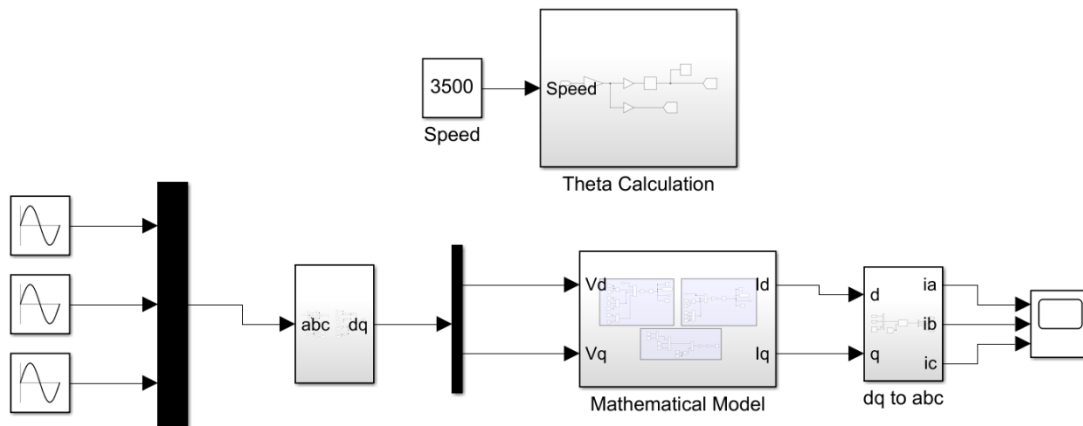 3500
Speed
Speed
Theta Calculation
abc
dq
Vd
Id
Vq
Iq
Mathematical Model
d
ia
ib
q
ic
dq to abc